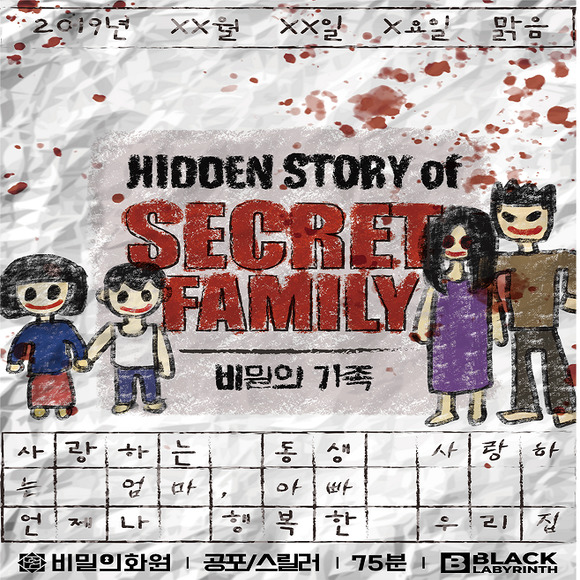 2019년 XX월 XX일 X요일 맑음
HIDDEN STORY of
SECRET
FAMILY
비밀의 가족
사랑하는 동생 사랑하
는 엄마, 아빠
언제나 행복한 우리집
비밀의화원 | 공포/스릴러 | 75분 | B BLACK LABYRINTH